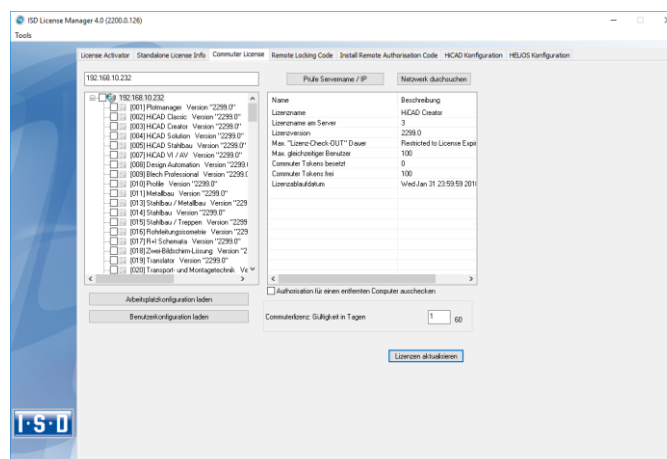 ISD License Manager 4.0 (2200.0.126)
Tools
License Activator Standalone License Info Commuter License Remote Locking Code Install Remote Authorisation Code HiCAD Konfiguration HELiOS Konfiguration
192.168.10.232 Prüfe Servername / IP Netzwerk durchsuchen
192.168.10.232
[001] Plotmanager Version "2299.0"
[002] HiCAD Classic Version "2299.0"
[003] HiCAD Creator Version "2299.0"
[004] HiCAD Solution Version "2299.0"
[005] HiCAD Stahlbau Version "2299.0"
[007] HiCAD VI / AV Version "2299.0"
[008] Design Automation Version "2299.(
[009] Blech Professional Version "2299.(
[010] Profile Version "2299.0"
[011] Metallbau Version "2299.0"
[013] Stahlbau / Metallbau Version "229
[014] Stahlbau Version "2299.0"
[015] Stahlbau / Treppen Version "2299
[016] Rohrleitungsisometrie Version "229
[017] R+I Schemata Version "2299.0"
[018] Zwei-Bildschirm-Lösung Version "2
[019] Translator Version "2299.0"
[020] Transport- und Montagetechnik Ve
Name Beschreibung
Lizenzname HiCAD Creator
Lizenzname am Server 3
Lizenzversion 2299.0
Max. "Lizenz-Check-OUT" Dauer Restricted to License Expir
Max. gleichzeitiger Benutzer 100
Commuter Tokens besetzt 0
Commuter Tokens frei 100
Lizenzablaufdatum Wed Jan 31 23:59:59 201
Authorisation für einen entfernten Computer auschecken
Arbeitsplatzkonfiguration laden
Benutzerkonfiguration laden
Commuterlizenz: Gültigkeit in Tagen 1 60
Lizenzen aktualisieren
I·S·D